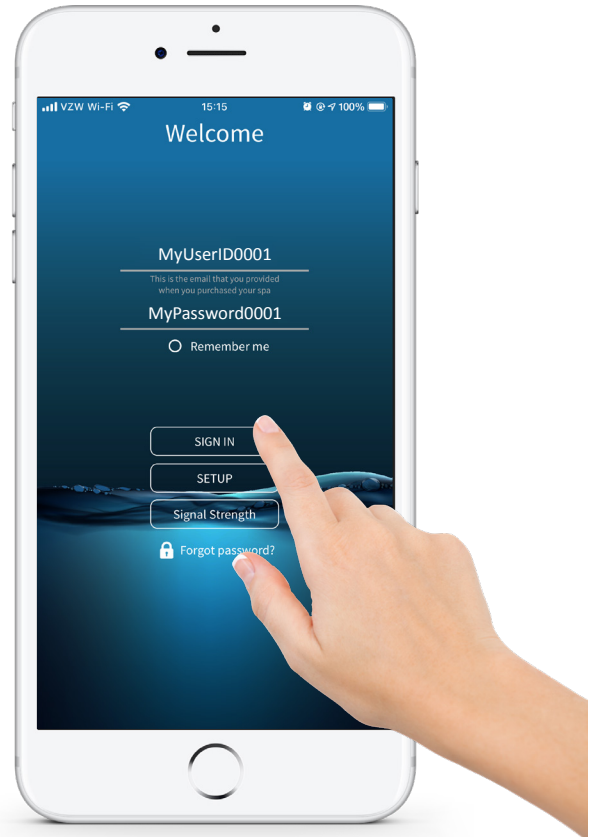 VZW Wi-Fi 15:15 100%
Welcome
MyUserID0001
This is the email that you provided
when you purchased your spa
MyPassword0001
Remember me
SIGN IN
SETUP
Signal Strength
Forgot password?